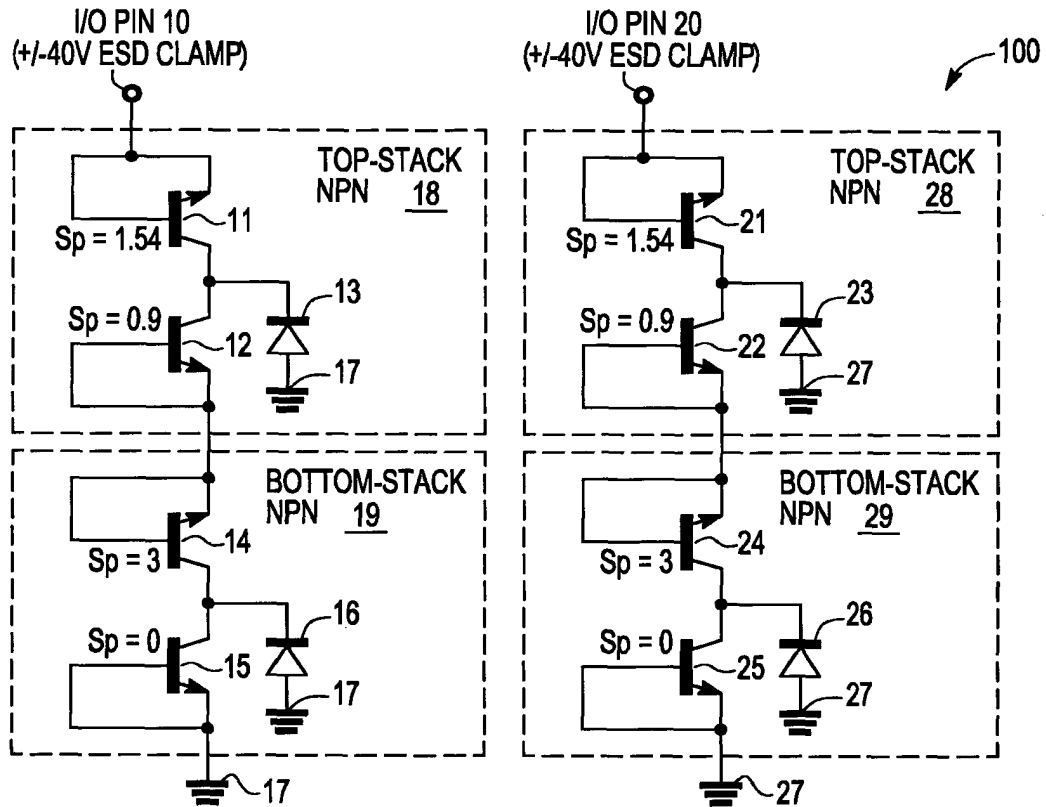 I/O PIN 10
(+/-40V ESD CLAMP)
I/O PIN 20
(+/-40V ESD CLAMP)
100
TOP-STACK
NPN 18
11
Sp = 1.54
13
Sp = 0.9
12
17
BOTTOM-STACK
NPN 19
14
Sp = 3
16
Sp = 0
15
17
17
TOP-STACK
NPN 28
21
Sp = 1.54
23
Sp = 0.9
22
27
BOTTOM-STACK
NPN 29
24
Sp = 3
26
Sp = 0
25
27
27